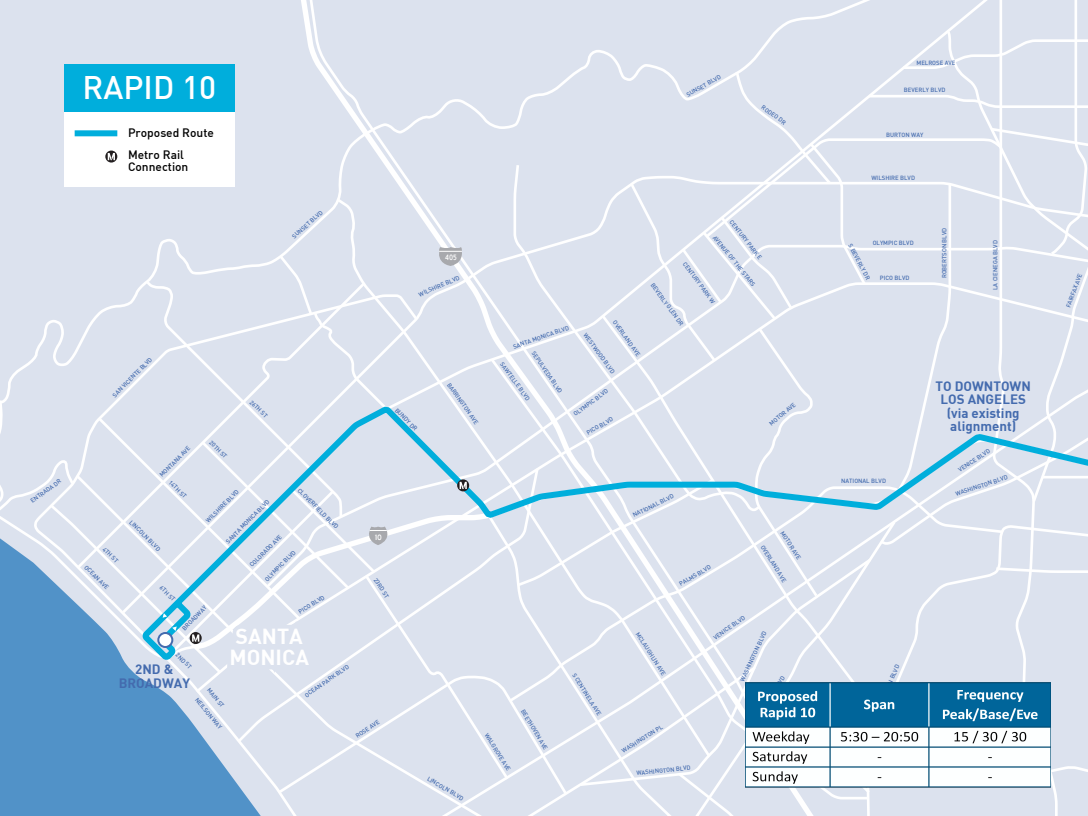 RAPID 10
Proposed Route
M
Metro Rail
Connection
MELROSE AVE
BEVERLY BLVD
SUNSET BLVD
RODEO DR
BURTON WAY
WILSHIRE BLVD
SUNSET BLVD
405
WILSHIRE BLVD
CENTURY PARK E
AVENUE OF THE STARS
CENTURY PARK W
BEVERLY GLEN DR
OLYMPIC BLVD
S BEVERLY DR
PICO BLVD
ROBERTSON BLVD
LA CIENEGA BLVD
FAIRFAX AVE
SANTA MONICA BLVD
OVERLAND AVE
WESTWOOD BLVD
SEPULVEDA BLVD
SAWTELLE BLVD
BARRINGTON AVE
OLYMPIC BLVD
PICO BLVD
BUNDY DR
MOTOR AVE
SAN VICENTE BLVD
26TH ST
20TH ST
MONTANA AVE
14TH ST
ENTRADA DR
WILSHIRE BLVD
SANTA MONICA BLVD
CLOVERFIELD BLVD
LINCOLN BLVD
COLORADO AVE
OLYMPIC BLVD
4TH ST
OCEAN AVE
6TH ST
BROADWAY
PICO BLVD
23RD ST
10
M
M
TO DOWNTOWN
LOS ANGELES
(via existing
alignment)
VENICE BLVD
WASHINGTON BLVD
NATIONAL BLVD
NATIONAL BLVD
MOTOR AVE
OVERLAND AVE
PALMS BLVD
VENICE BLVD
WASHINGTON BLVD
MCLAUGHLIN AVE
SANTA
MONICA
2ND &
BROADWAY
2ND ST
MAIN ST
NEILSON WAY
OCEAN PARK BLVD
ROSE AVE
LINCOLN BLVD
WALGROVE AVE
BEETHOVEN AVE
S CENTINELA AVE
WASHINGTON PL
WASHINGTON BLVD
BLVD
Proposed
Rapid 10
Span
Frequency
Peak/Base/Eve
Weekday 5:30 – 20:50 15 / 30 / 30
Saturday - -
Sunday - -